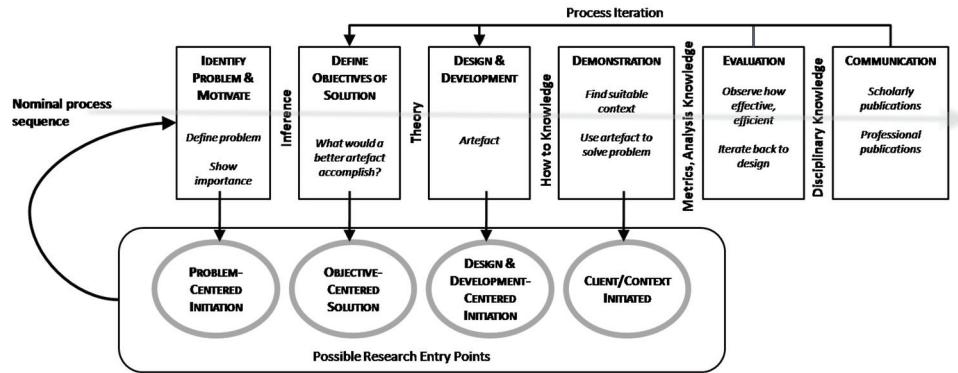 Process Iteration
Nominal process
sequence
IDENTIFY
PROBLEM &
MOTIVATE
Define problem
Show
importance
Inference
DEFINE
OBJECTIVES OF
SOLUTION
What would a
better artefact
accomplish?
Theory
DESIGN &
DEVELOPMENT
Artefact
How to Knowledge
DEMONSTRATION
Find suitable
context
Use artefact to
solve problem
Metrics, Analysis Knowledge
EVALUATION
Observe how
effective,
efficient
Iterate back to
design
Disciplinary Knowledge
COMMUNICATION
Scholarly
publications
Professional
publications
PROBLEM-
CENTERED
INITIATION
OBJECTIVE-
CENTERED
SOLUTION
DESIGN &
DEVELOPMENT-
CENTERED
INITIATION
CLIENT/CONTEXT
INITIATED
Possible Research Entry Points